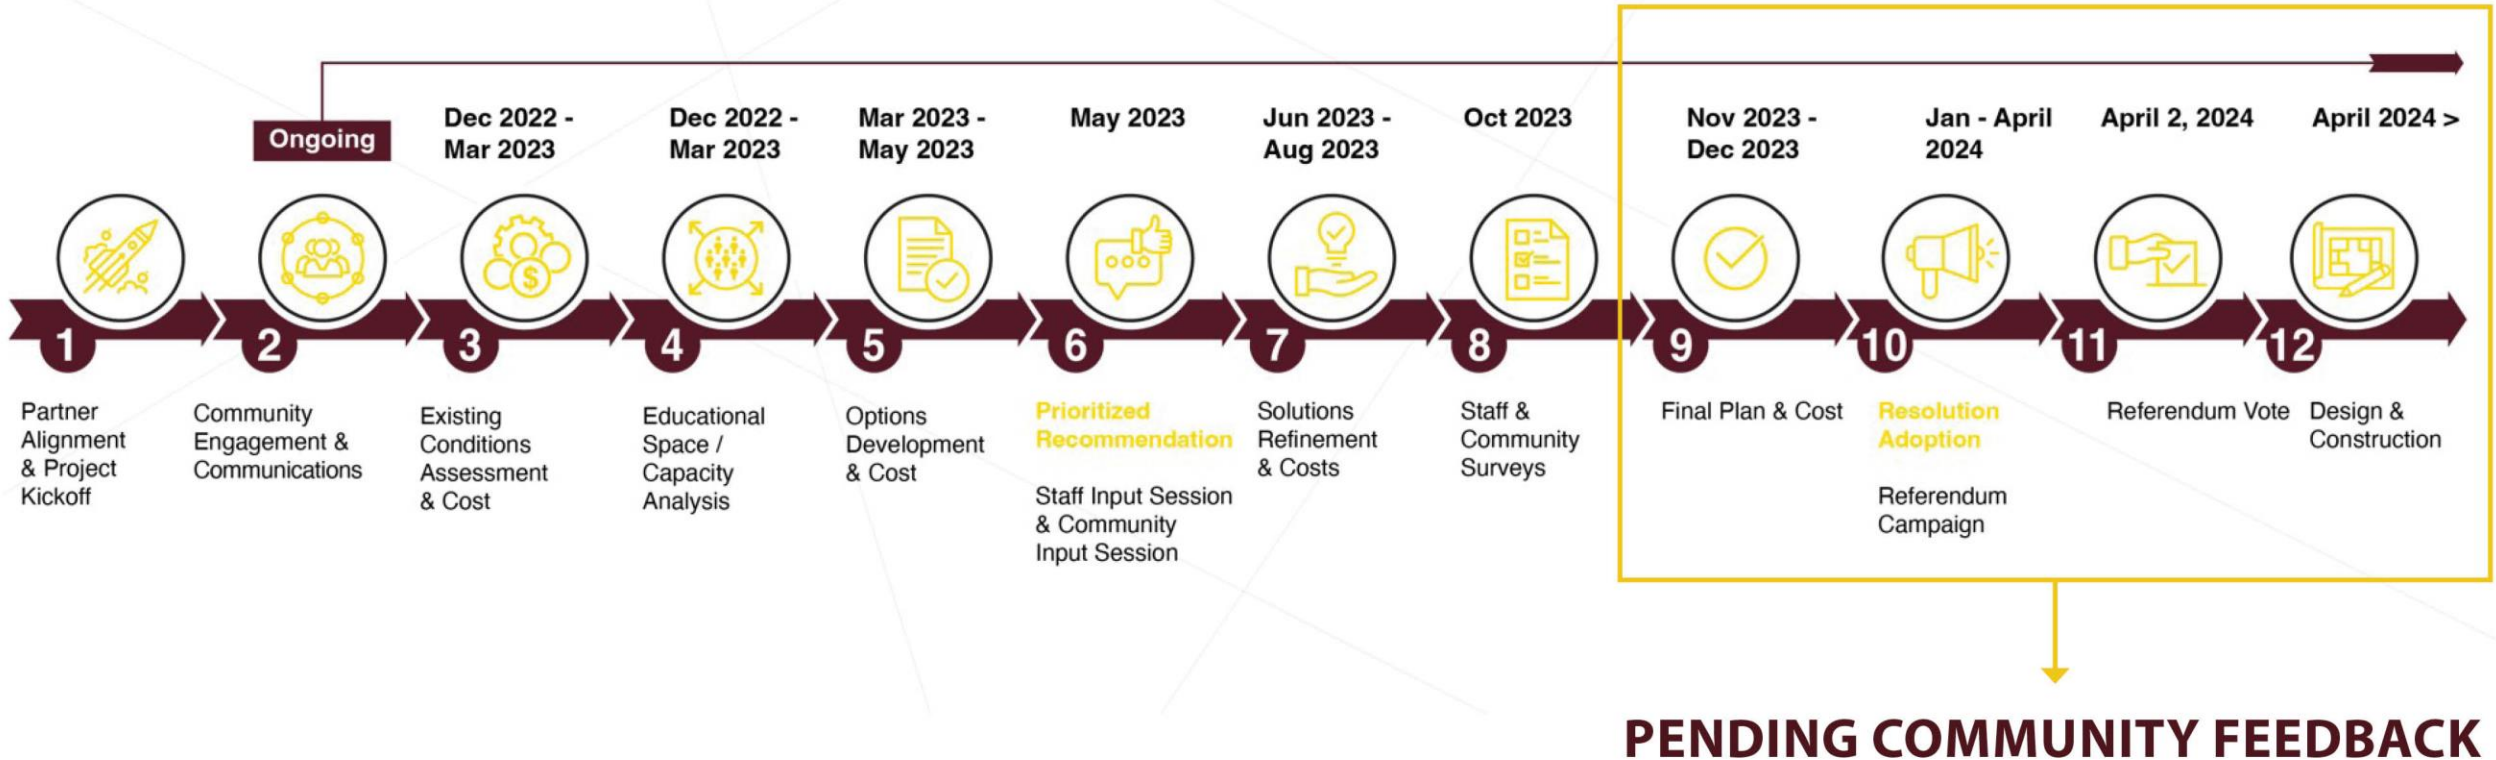 Ongoing
Dec 2022 -
Mar 2023
Dec 2022 -
Mar 2023
Mar 2023 -
May 2023
May 2023
Jun 2023 -
Aug 2023
Oct 2023
Nov 2023 -
Dec 2023
Jan - April
2024
April 2, 2024
April 2024 >
$
1
2
3
4
5
6
7
8
9
10
11
12
Partner
Alignment
& Project
Kickoff
Community
Engagement &
Communications
Existing
Conditions
Assessment
& Cost
Educational
Space /
Capacity
Analysis
Options
Development
& Cost
Prioritized
Recommendation
Staff Input Session
& Community
Input Session
Solutions
Refinement
& Costs
Staff &
Community
Surveys
Final Plan & Cost
Resolution
Adoption
Referendum
Campaign
Referendum Vote
Design &
Construction
PENDING COMMUNITY FEEDBACK